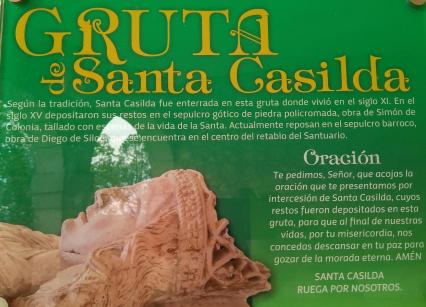 GRUTA
de Santa Casilda
Según la tradición, Santa Casilda fue enterrada en esta gruta donde vivió en el siglo XI. En el
siglo XV depositaron sus restos en el sepulcro gótico de piedra policromada, obra de Simón de
Colonia, tallado con escenas de la vida de la Santa. Actualmente reposan en el sepulcro barroco,
obra de Diego de Siloe, que se encuentra en el centro del retablo del Santuario.
Oración
Te pedimos, Señor, que acojas la
oración que te presentamos por
intercesión de Santa Casilda, cuyos
restos fueron depositados en esta
gruta, para que al final de nuestras
vidas, por tu misericordia, nos
concedas descansar en tu paz para
gozar de la morada eterna. AMÉN
SANTA CASILDA
RUEGA POR NOSOTROS.